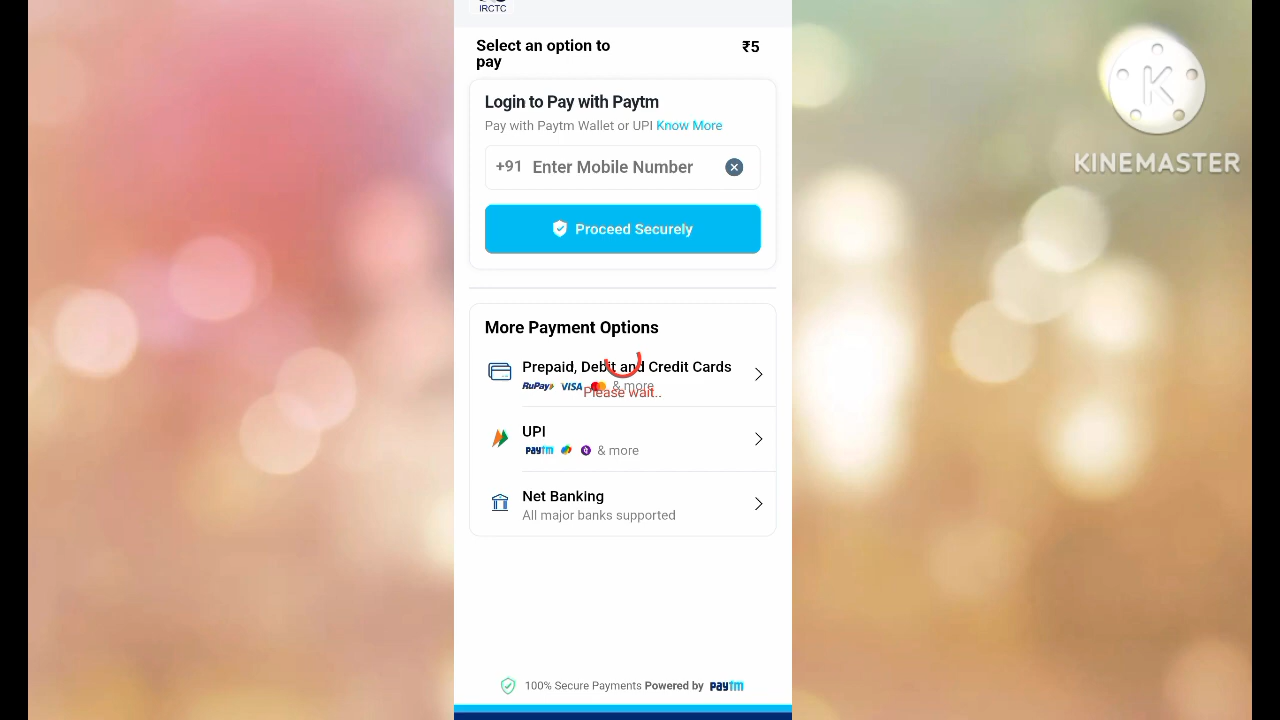 IRCTC
Select an option to
pay
₹5
Login to Pay with Paytm
Pay with Paytm Wallet or UPI Know More
+91 Enter Mobile Number
Proceed Securely
More Payment Options
Prepaid, Debit and Credit Cards
RuPay VISA & more
Please wait..
UPI
paytm & more
Net Banking
All major banks supported
100% Secure Payments Powered by paytm
K
KINEMASTER